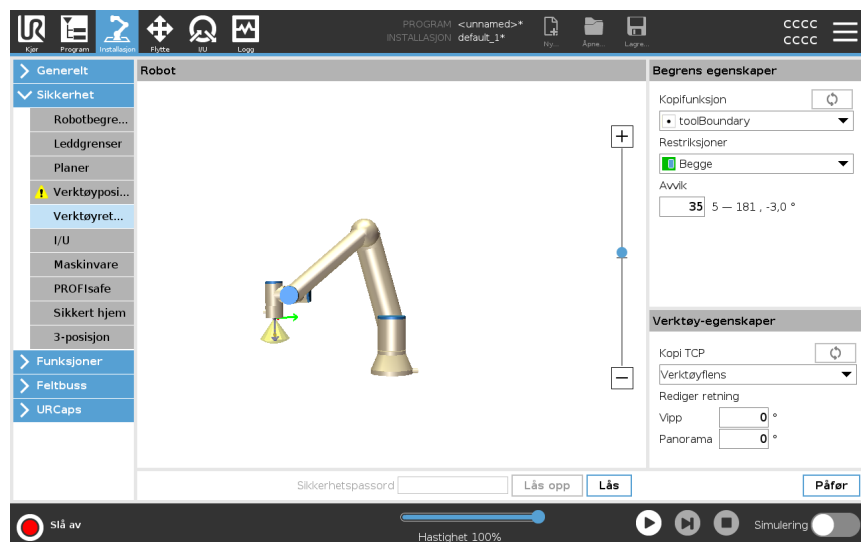 PROGRAM <unnamed>*
INSTALLASJON default_1*
Kjør Program Installasjon Flytte I/U Logg
Ny... Åpne... Lagre...
CCCC
CCCC
Generelt
Sikkerhet
Robotbegre...
Leddgrenser
Planer
Verktøyposi...
Verktøyret...
I/U
Maskinvare
PROFIsafe
Sikkert hjem
3-posisjon
Funksjoner
Feltbuss
URCaps
Robot
Begrens egenskaper
Kopifunksjon
toolBoundary
Restriksjoner
Begge
Avvik
35 5 — 181 , -3,0 °
Verktøy-egenskaper
Kopi TCP
Verktøyflens
Rediger retning
Vipp 0 °
Panorama 0 °
Sikkerhetspassord Lås opp Lås
Påfør
Slå av
Hastighet 100%
Simulering